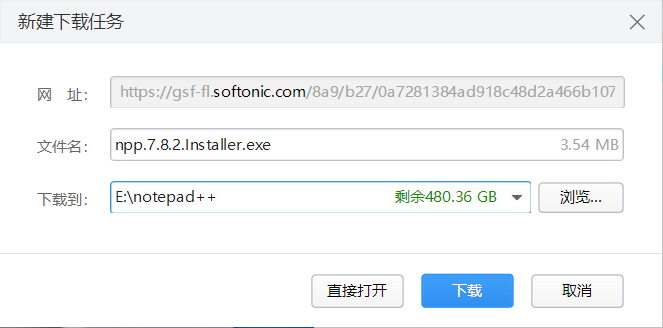 新建下载任务
网 址： https://gsf-fl.softonic.com/8a9/b27/0a7281384ad918c48d2a466b107
文件名： npp.7.8.2.Installer.exe 3.54 MB
下载到： E:\notepad++ 剩余480.36 GB 浏览...
直接打开 下载 取消